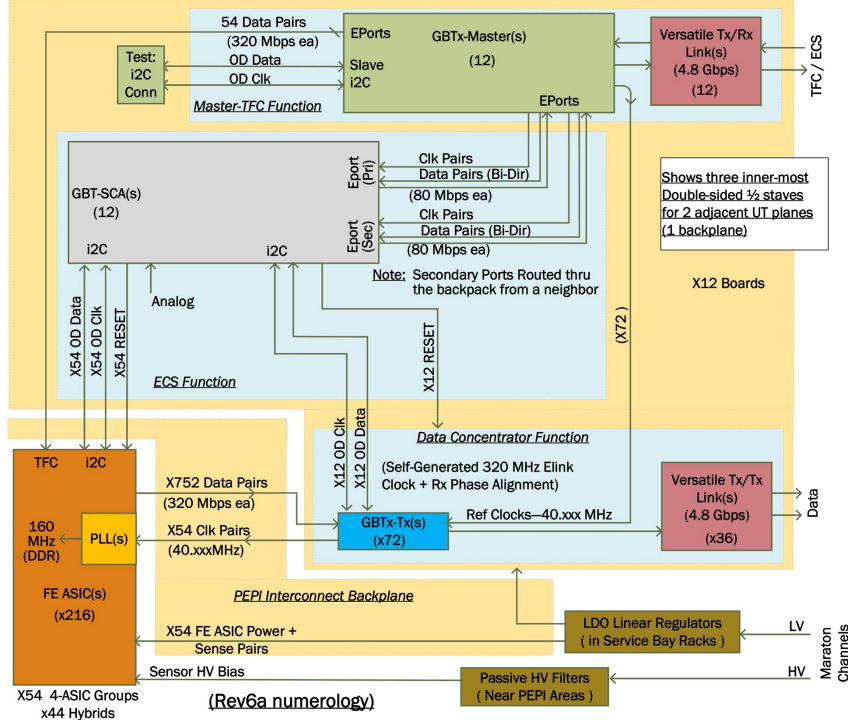 54 Data Pairs
(320 Mbps ea)
OD Data
OD Clk
Test:
i2C
Conn
Master-TFC Function
EPorts
Slave
i2C
GBTx-Master(s)
(12)
EPorts
Versatile Tx/Rx
Link(s)
(4.8 Gbps)
(12)
TFC / ECS
GBT-SCA(s)
(12)
i2C
i2C
Eport
(Pri)
Eport
(Sec)
Clk Pairs
Data Pairs (Bi-Dir)
(80 Mbps ea)
Clk Pairs
Data Pairs (Bi-Dir)
(80 Mbps ea)
Note: Secondary Ports Routed thru
the backpack from a neighbor
Shows three inner-most
Double-sided ½ staves
for 2 adjacent UT planes
(1 backplane)
X12 Boards
(X72 )
Analog
X54 OD Data
X54 OD Clk
X54 RESET
ECS Function
X12 RESET
X12 OD Clk
X12 OD Data
Data Concentrator Function
(Self-Generated 320 MHz Elink
Clock + Rx Phase Alignment)
GBTx-Tx(s)
(x72)
Ref Clocks—40.xxx MHz
Versatile Tx/Tx
Link(s)
(4.8 Gbps)
(x36)
Data
TFC
i2C
X752 Data Pairs
(320 Mbps ea)
X54 Clk Pairs
(40.xxxMHz)
160
MHz
(DDR)
PLL(s)
FE ASIC(s)
(x216)
PEPI Interconnect Backplane
X54 FE ASIC Power +
Sense Pairs
LDO Linear Regulators
( in Service Bay Racks )
LV
Sensor HV Bias
Passive HV Filters
( Near PEPI Areas )
HV
Maraton
Channels
X54 4-ASIC Groups
x44 Hybrids
(Rev6a numerology)